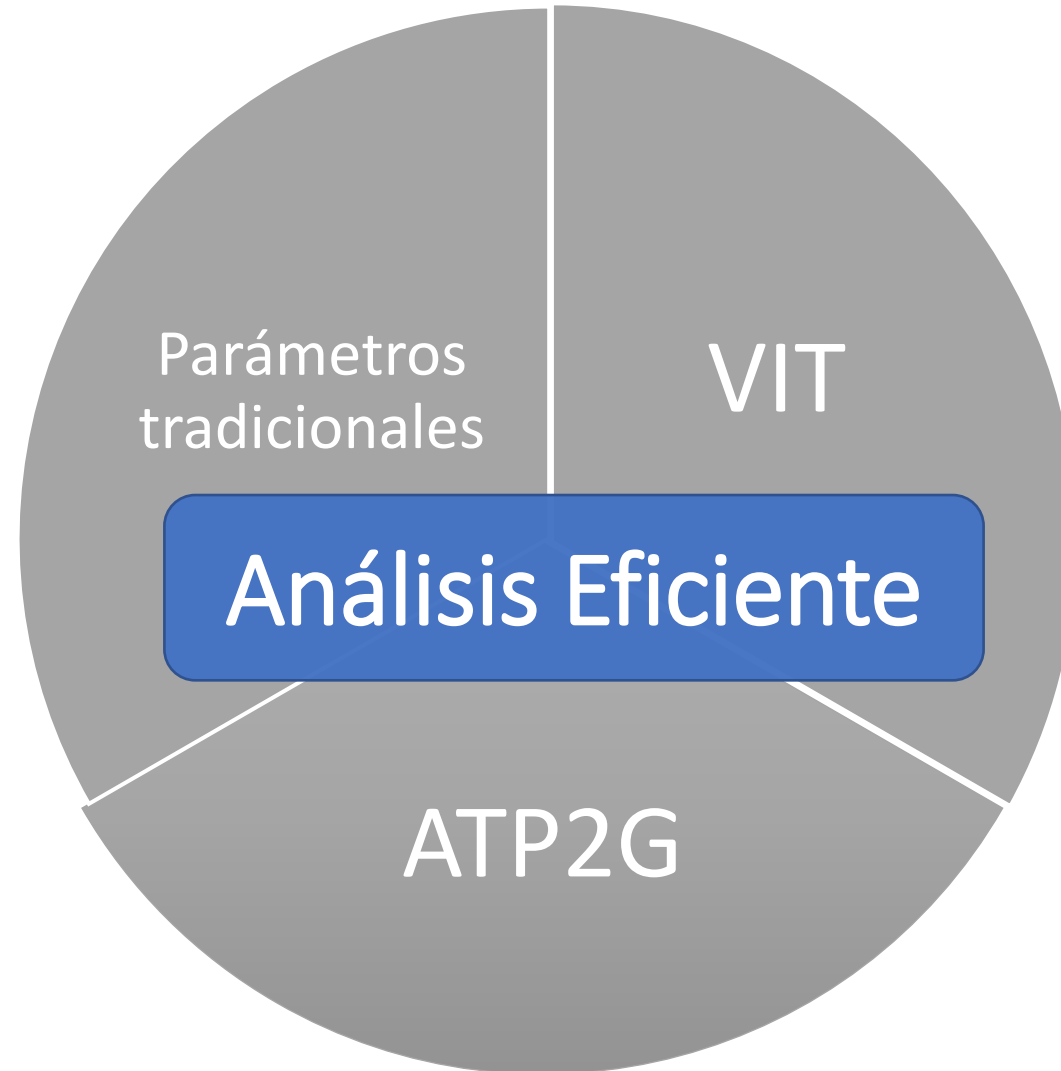 Parámetros
tradicionales
VIT
Análisis Eficiente
ATP2G